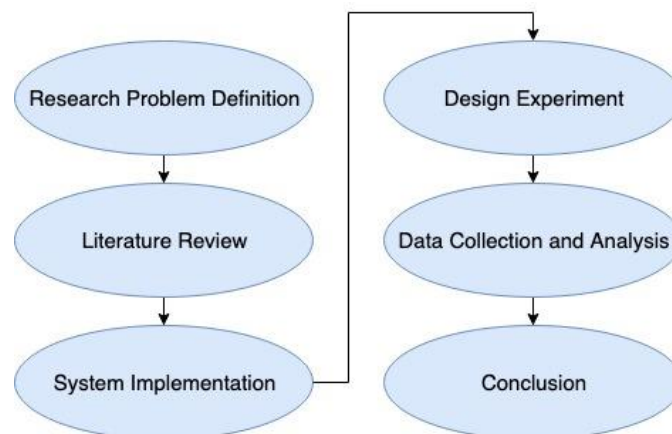 Research Problem Definition
Literature Review
System Implementation
Design Experiment
Data Collection and Analysis
Conclusion